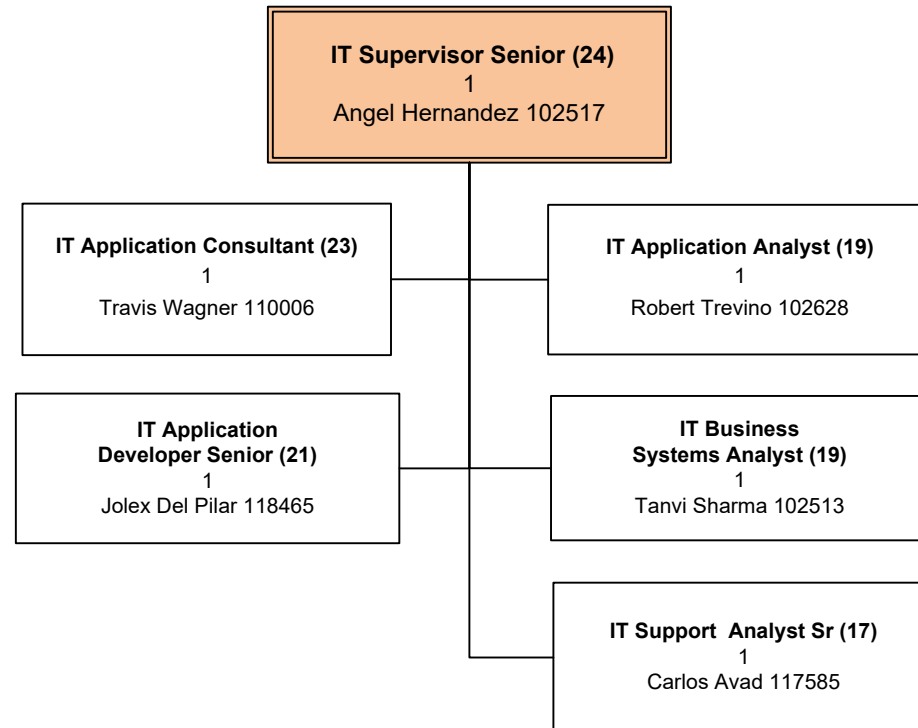 IT Supervisor Senior (24)
1
Angel Hernandez 102517
IT Application Consultant (23)
1
Travis Wagner 110006
IT Application Analyst (19)
1
Robert Trevino 102628
IT Application
Developer Senior (21)
1
Jolex Del Pilar 118465
IT Business
Systems Analyst (19)
1
Tanvi Sharma 102513
IT Support  Analyst Sr (17)
1
Carlos Avad 117585